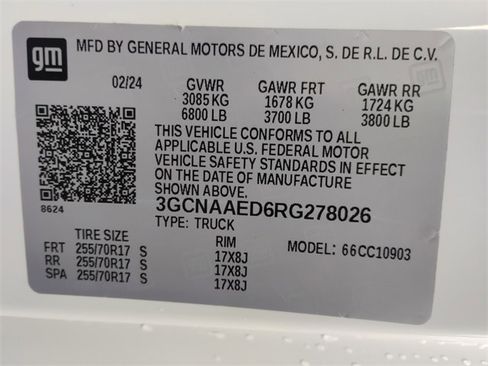 gm
MFD BY GENERAL MOTORS DE MEXICO, S. DE R.L. DE C.V.
02/24 GVWR GAWR FRT GAWR RR
3085 KG 1678 KG 1724 KG
6800 LB 3700 LB 3800 LB
THIS VEHICLE CONFORMS TO ALL
APPLICABLE U.S. FEDERAL MOTOR
VEHICLE SAFETY STANDARDS IN EFFECT
ON THE DATE OF MANUFACTURE
SHOWN ABOVE.
8624 3GCNAAED6RG278026
TYPE: TRUCK
TIRE SIZE RIM MODEL: 66CC10903
FRT 255/70R17 S 17X8J
RR 255/70R17 S 17X8J
SPA 255/70R17 S 17X8J